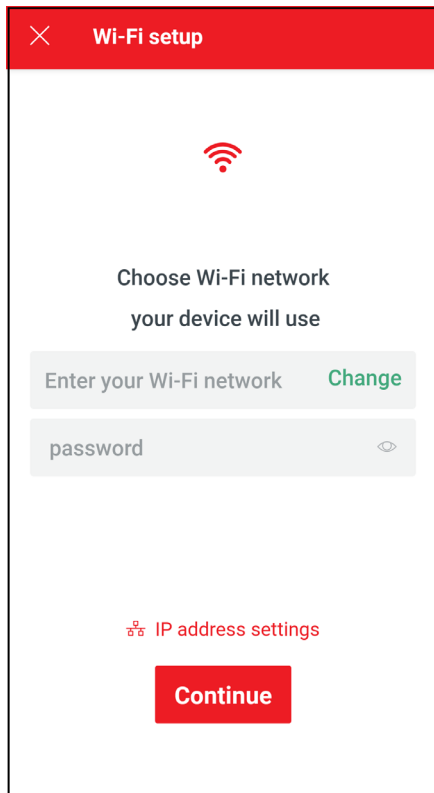 Wi-Fi setup
Choose Wi-Fi network
your device will use
Enter your Wi-Fi network Change
password
IP address settings
Continue